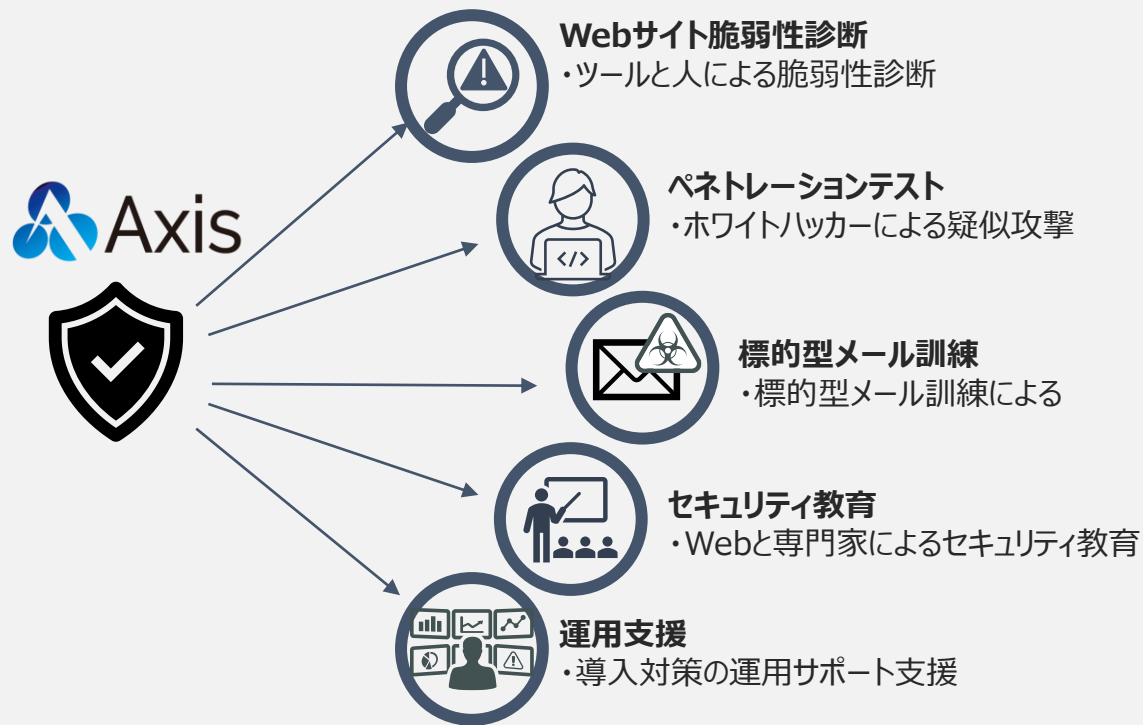 Webサイト脆弱性診断
・ツールと人による脆弱性診断
Axis
ペネトレーションテスト
・ホワイトハッカーによる疑似攻撃
</>
標的型メール訓練
・標的型メール訓練による
セキュリティ教育
・Webと専門家によるセキュリティ教育
運用支援
・導入対策の運用サポート支援